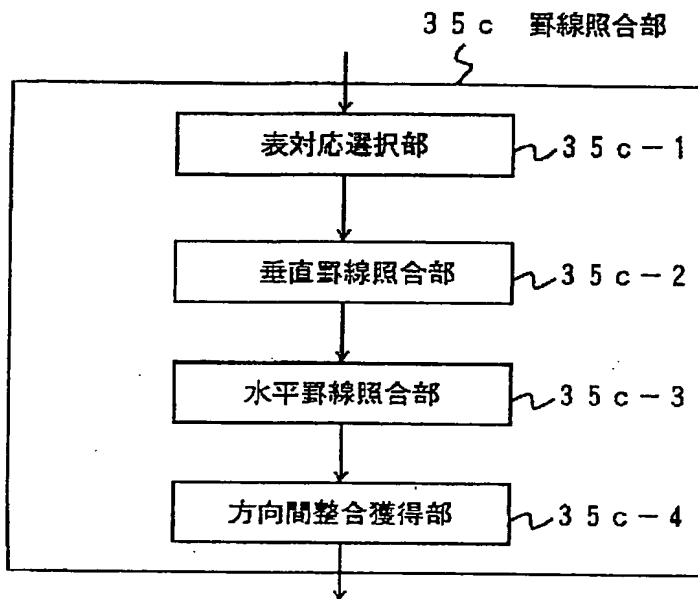 ３５ｃ 罫線照合部
表対応選択部 ３５ｃ－１
垂直罫線照合部 ３５ｃ－２
水平罫線照合部 ３５ｃ－３
方向間整合獲得部 ３５ｃ－４